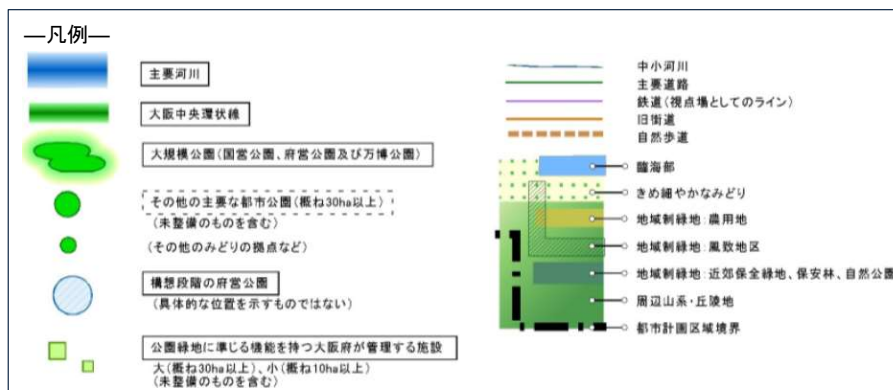 ―凡例―
主要河川
大阪中央環状線
大規模公園(国営公園、府営公園及び万博公園)
その他の主要な都市公園(概ね30ha以上)
(未整備のものを含む)
(その他のみどりの拠点など)
構想段階の府営公園
(具体的な位置を示すものではない)
公園緑地に準じる機能を持つ大阪府が管理する施設
大(概ね30ha以上)、小(概ね10ha以上)
(未整備のものを含む)
中小河川
主要道路
鉄道(視点場としてのライン)
旧街道
自然歩道
臨海部
きめ細やかなみどり
地域制緑地:農用地
地域制緑地:風致地区
地域制緑地:近郊保全緑地、保安林、自然公園
周辺山系・丘陵地
都市計画区域境界